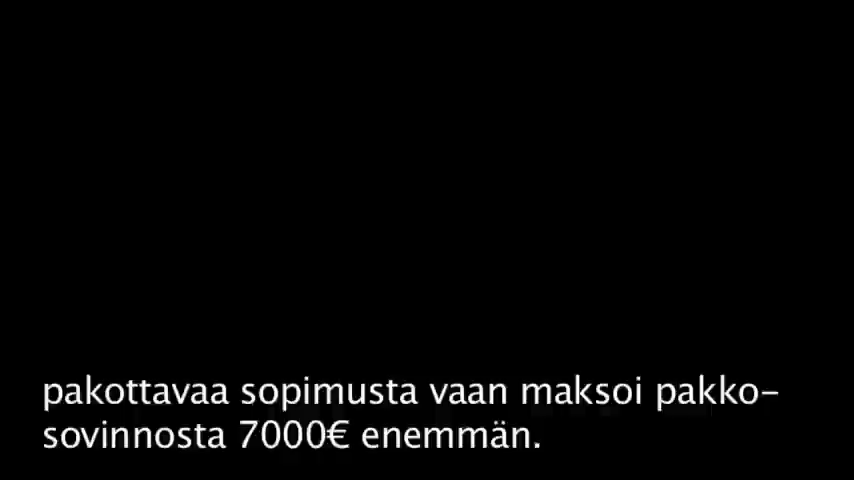 pakottavaa sopimusta vaan maksoi pakko-
sovinnosta 7000€ enemmän.